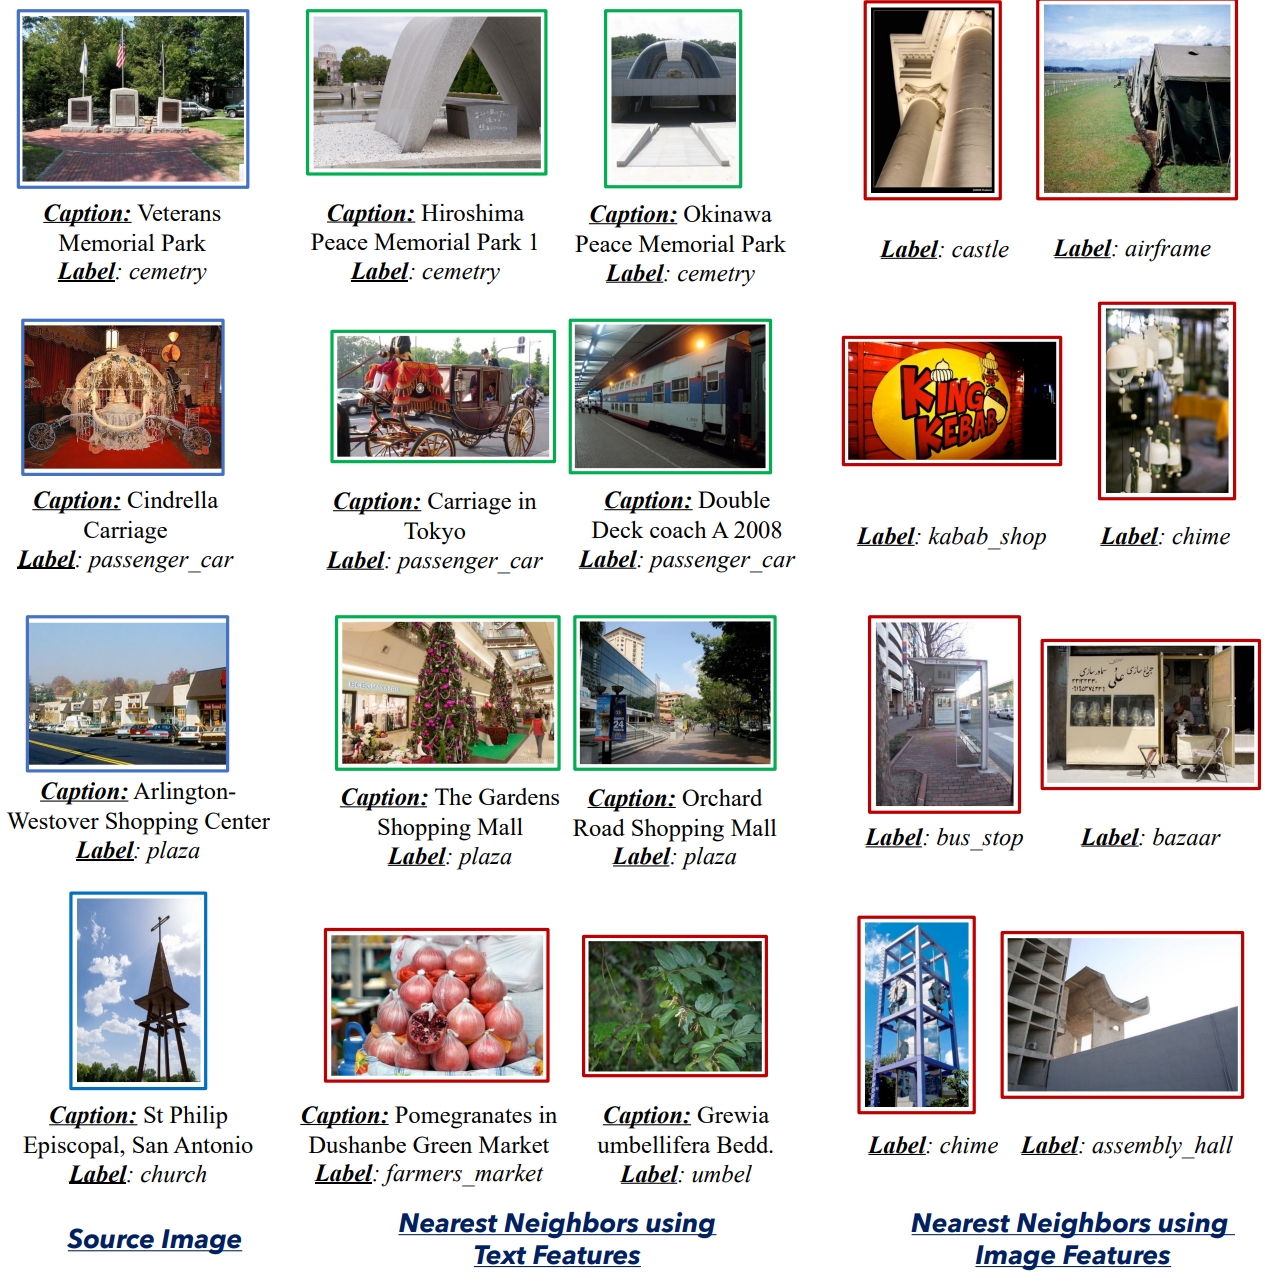 Caption: Veterans
Memorial Park
Label: cemetry
Caption: Hiroshima
Peace Memorial Park 1
Label: cemetry
Caption: Okinawa
Peace Memorial Park
Label: cemetry
Label: castle
Label: airframe
KING
KEBAB
Caption: Cindrella
Carriage
Label: passenger_car
Caption: Carriage in
Tokyo
Label: passenger_car
Caption: Double
Deck coach A 2008
Label: passenger_car
Label: kabab_shop
Label: chime
24
علی
Caption: Arlington-
Westover Shopping Center
Label: plaza
Caption: The Gardens
Shopping Mall
Label: plaza
Caption: Orchard
Road Shopping Mall
Label: plaza
Label: bus_stop
Label: bazaar
Caption: St Philip
Episcopal, San Antonio
Label: church
Caption: Pomegranates in
Dushanbe Green Market
Label: farmers_market
Caption: Grewia
umbellifera Bedd.
Label: umbel
Label: chime
Label: assembly_hall
Source Image
Nearest Neighbors using
Text Features
Nearest Neighbors using
Image Features